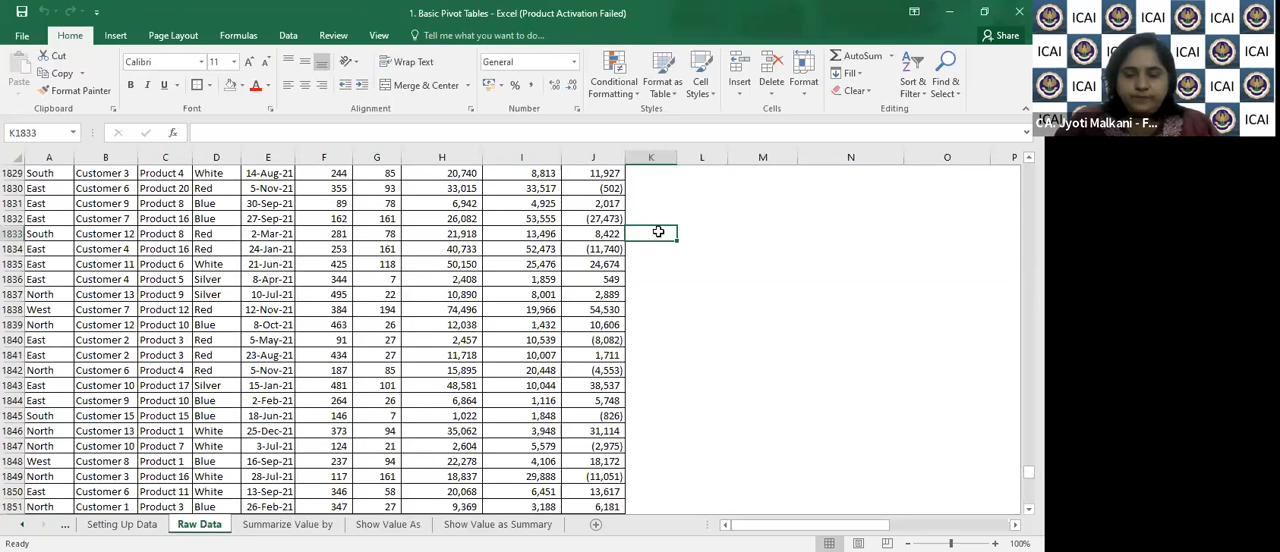 1. Basic Pivot Tables - Excel (Product Activation Failed)
File Home Insert Page Layout Formulas Data Review View Tell me what you want to do... Share
Paste Cut Copy Format Painter Clipboard
Calibri 11 B I U A Font
Wrap Text Merge & Center Alignment
General % Number
Conditional Formatting Format as Table Cell Styles Styles
Insert Delete Format Cells
AutoSum Fill Clear Sort & Filter Find & Select Editing
K1833 fx
A B C D E F G H I J K L M N O P
1829 South Customer 3 Product 4 White 14-Aug-21 244 85 20,740 8,813 11,927
1830 East Customer 6 Product 20 Red 5-Nov-21 355 93 33,015 33,517 (502)
1831 East Customer 9 Product 8 Blue 30-Sep-21 89 78 6,942 4,925 2,017
1832 East Customer 7 Product 16 Blue 27-Sep-21 162 161 26,082 53,555 (27,473)
1833 South Customer 12 Product 8 Red 2-Mar-21 281 78 21,918 13,496 8,422
1834 East Customer 4 Product 16 Red 24-Jan-21 253 161 40,733 52,473 (11,740)
1835 East Customer 11 Product 6 White 21-Jun-21 425 118 50,150 25,476 24,674
1836 East Customer 4 Product 5 Silver 8-Apr-21 344 7 2,408 1,859 549
1837 North Customer 13 Product 9 Silver 10-Jul-21 495 22 10,890 8,001 2,889
1838 West Customer 7 Product 12 Red 12-Nov-21 384 194 74,496 19,966 54,530
1839 North Customer 12 Product 10 Blue 8-Oct-21 463 26 12,038 1,432 10,606
1840 East Customer 2 Product 3 Red 5-May-21 91 27 2,457 10,539 (8,082)
1841 East Customer 2 Product 3 Red 23-Aug-21 434 27 11,718 10,007 1,711
1842 North Customer 6 Product 4 Red 5-Nov-21 187 85 15,895 20,448 (4,553)
1843 East Customer 10 Product 17 Silver 15-Jan-21 481 101 48,581 10,044 38,537
1844 East Customer 9 Product 10 Blue 2-Feb-21 264 26 6,864 1,116 5,748
1845 South Customer 15 Product 15 Blue 18-Jun-21 146 7 1,022 1,848 (826)
1846 North Customer 13 Product 1 White 25-Dec-21 373 94 35,062 3,948 31,114
1847 North Customer 10 Product 7 White 3-Jul-21 124 21 2,604 5,579 (2,975)
1848 West Customer 8 Product 1 Blue 16-Sep-21 237 94 22,278 4,106 18,172
1849 North Customer 3 Product 16 White 28-Jul-21 117 161 18,837 29,888 (11,051)
1850 East Customer 6 Product 11 White 13-Sep-21 346 58 20,068 6,451 13,617
1851 North Customer 1 Product 3 Blue 26-Feb-21 347 27 9,369 3,188 6,181
... Setting Up Data Raw Data Summarize Value by Show Value As Show Value as Summary
100%
ICAI ICAI
ICAI ICAI
ICAI
ICAI ICAI
CA. Jyoti Malkani - F...